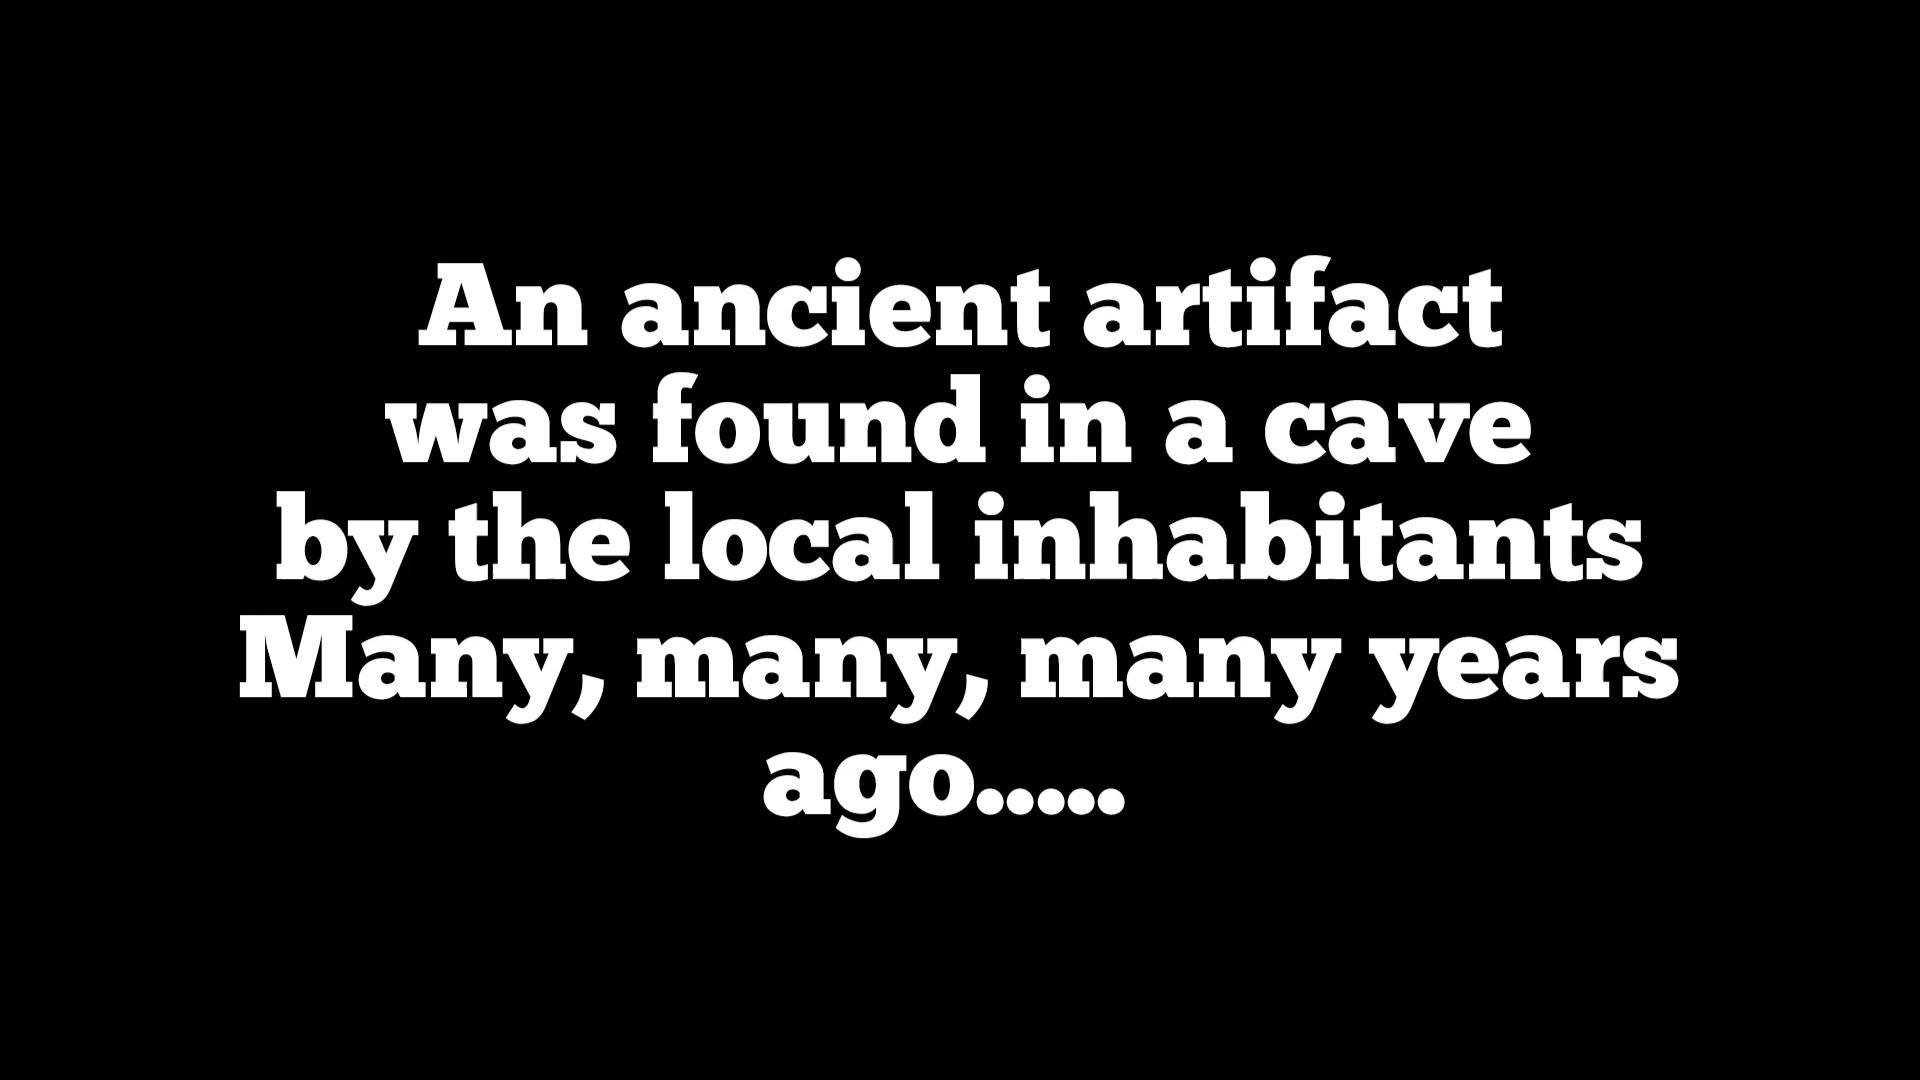 An ancient artifact
was found in a cave
by the local inhabitants
Many, many, many years
ago.....